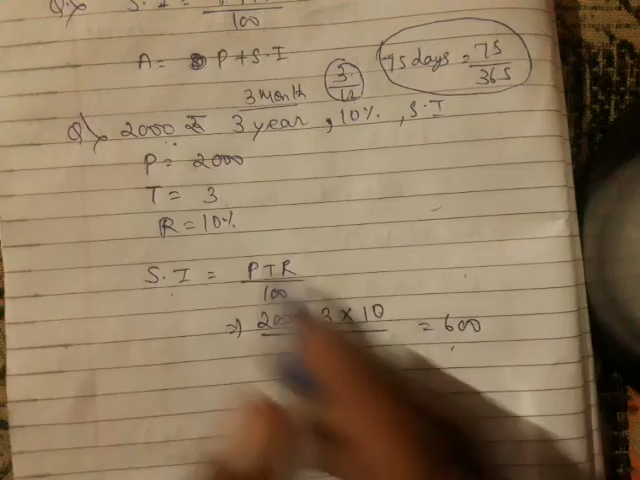 Q.) S.I =
100
A = P + S.I
75 days = 75/365
3 month 3/12
Q) 2000 ₹ 3 year, 10%, S.I
P = 2000
T = 3
R = 10%
S.I = PTR/100
⇒ 3 × 10 = 600